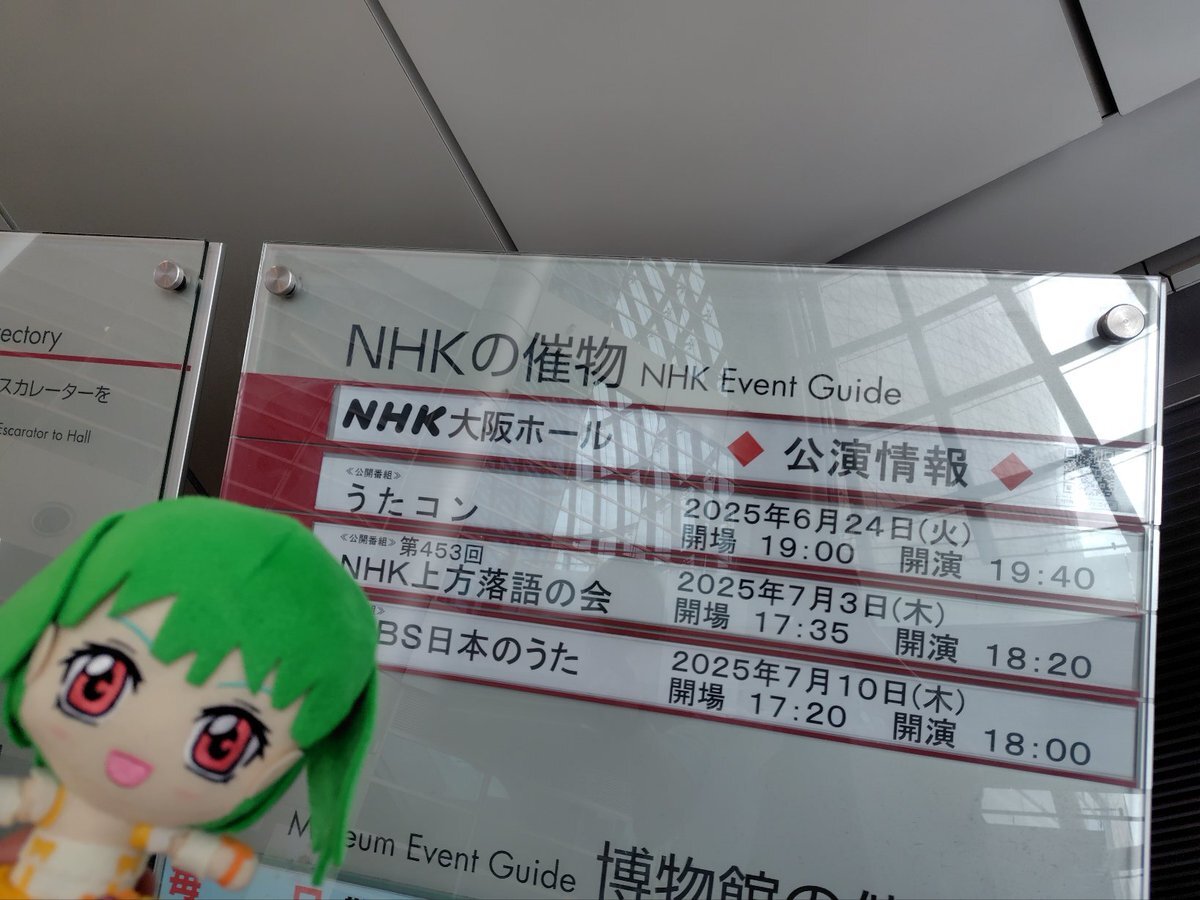 rectory
スカレーターを
Escarator to Hall
NHKの催物 NHK Event Guide
NHK大阪ホール ◆ 公演情報 ◆
≪公開番組≫
うたコン 2025年6月24日(火)
開場 19:00 開演 19:40
≪公開番組≫ 第453回
NHK上方落語の会 2025年7月3日(木)
開場 17:35 開演 18:20
BS日本のうた 2025年7月10日(木)
開場 17:20 開演 18:00
eum Event Guide 博物館の催